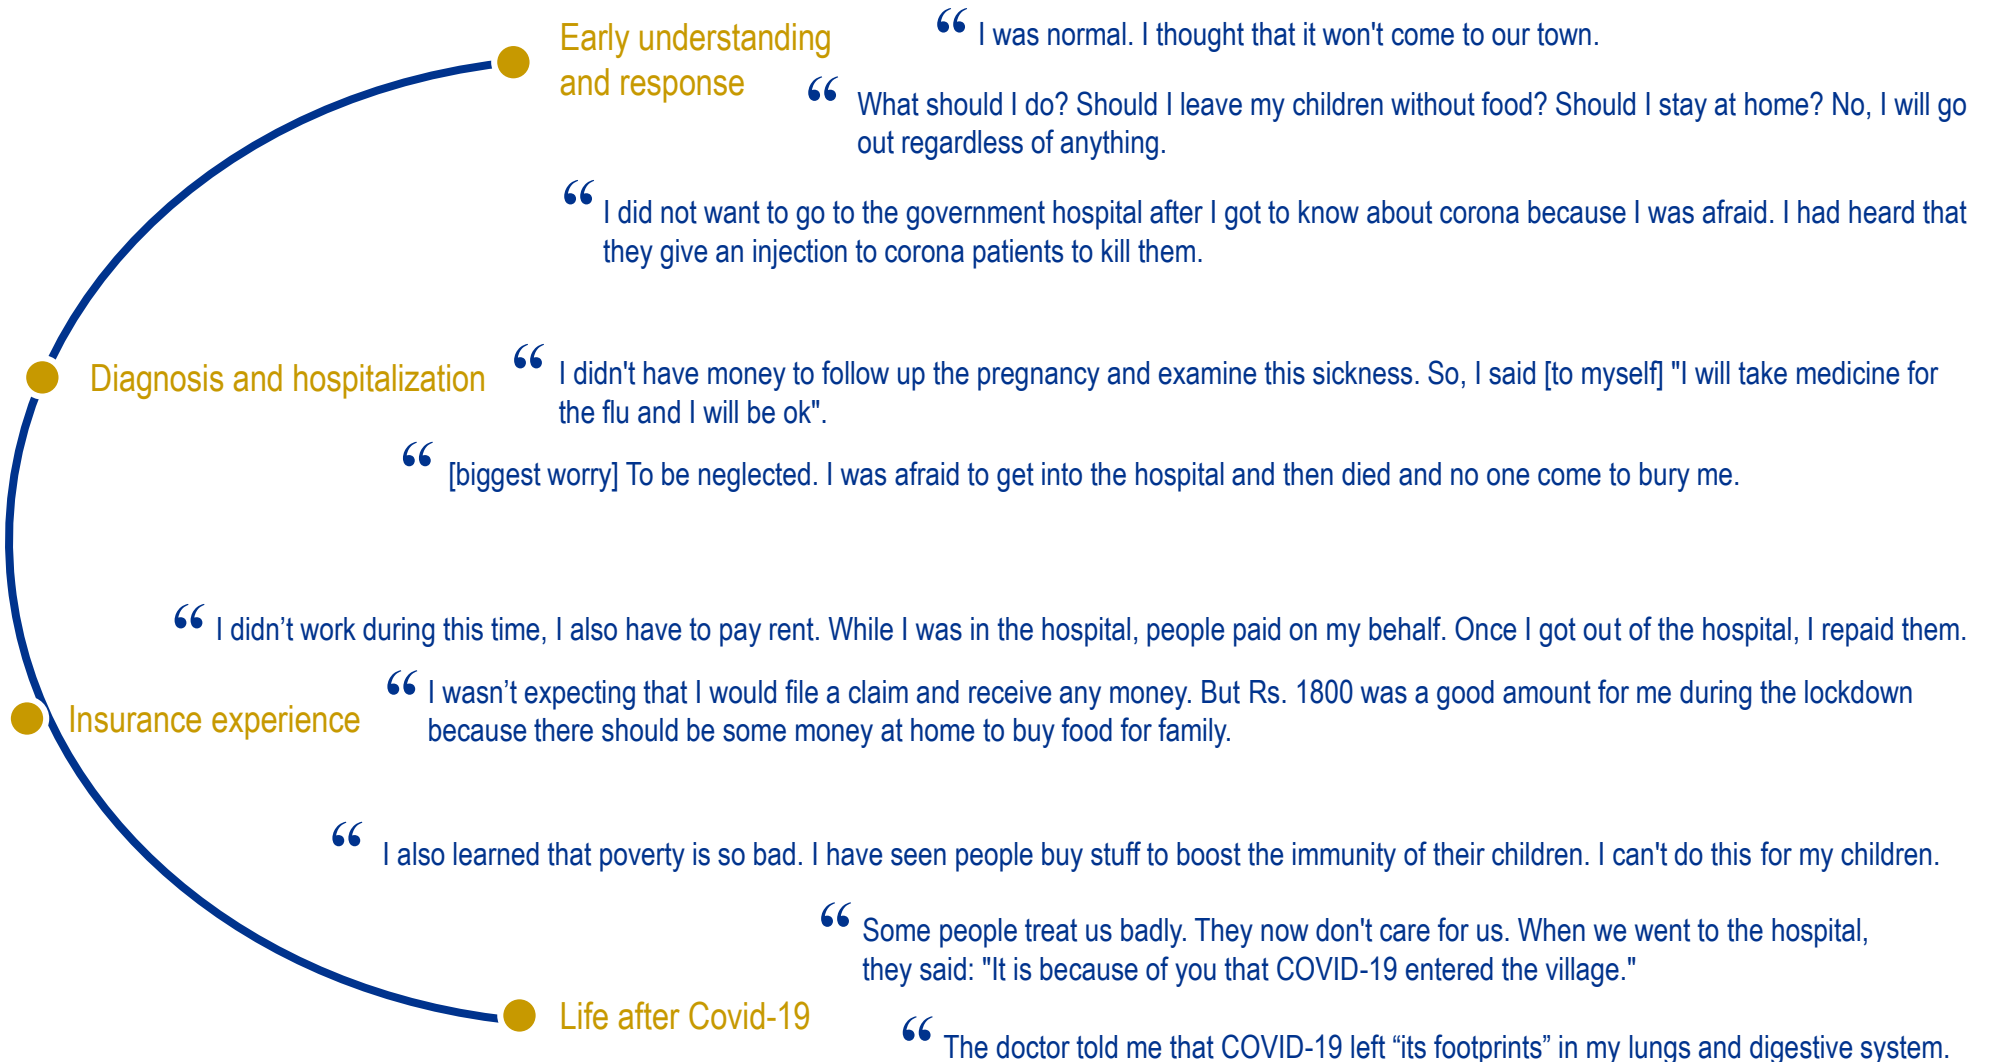 Early understanding
and response
“ I was normal. I thought that it won't come to our town.
“ What should I do? Should I leave my children without food? Should I stay at home? No, I will go
out regardless of anything.
“ I did not want to go to the government hospital after I got to know about corona because I was afraid. I had heard that
they give an injection to corona patients to kill them.
Diagnosis and hospitalization
“ I didn't have money to follow up the pregnancy and examine this sickness. So, I said [to myself] "I will take medicine for
the flu and I will be ok".
“ [biggest worry] To be neglected. I was afraid to get into the hospital and then died and no one come to bury me.
“ I didn’t work during this time, I also have to pay rent. While I was in the hospital, people paid on my behalf. Once I got out of the hospital, I repaid them.
Insurance experience
“ I wasn’t expecting that I would file a claim and receive any money. But Rs. 1800 was a good amount for me during the lockdown
because there should be some money at home to buy food for family.
“ I also learned that poverty is so bad. I have seen people buy stuff to boost the immunity of their children. I can't do this for my children.
“ Some people treat us badly. They now don't care for us. When we went to the hospital,
they said: "It is because of you that COVID-19 entered the village."
Life after Covid-19
“ The doctor told me that COVID-19 left “its footprints” in my lungs and digestive system.